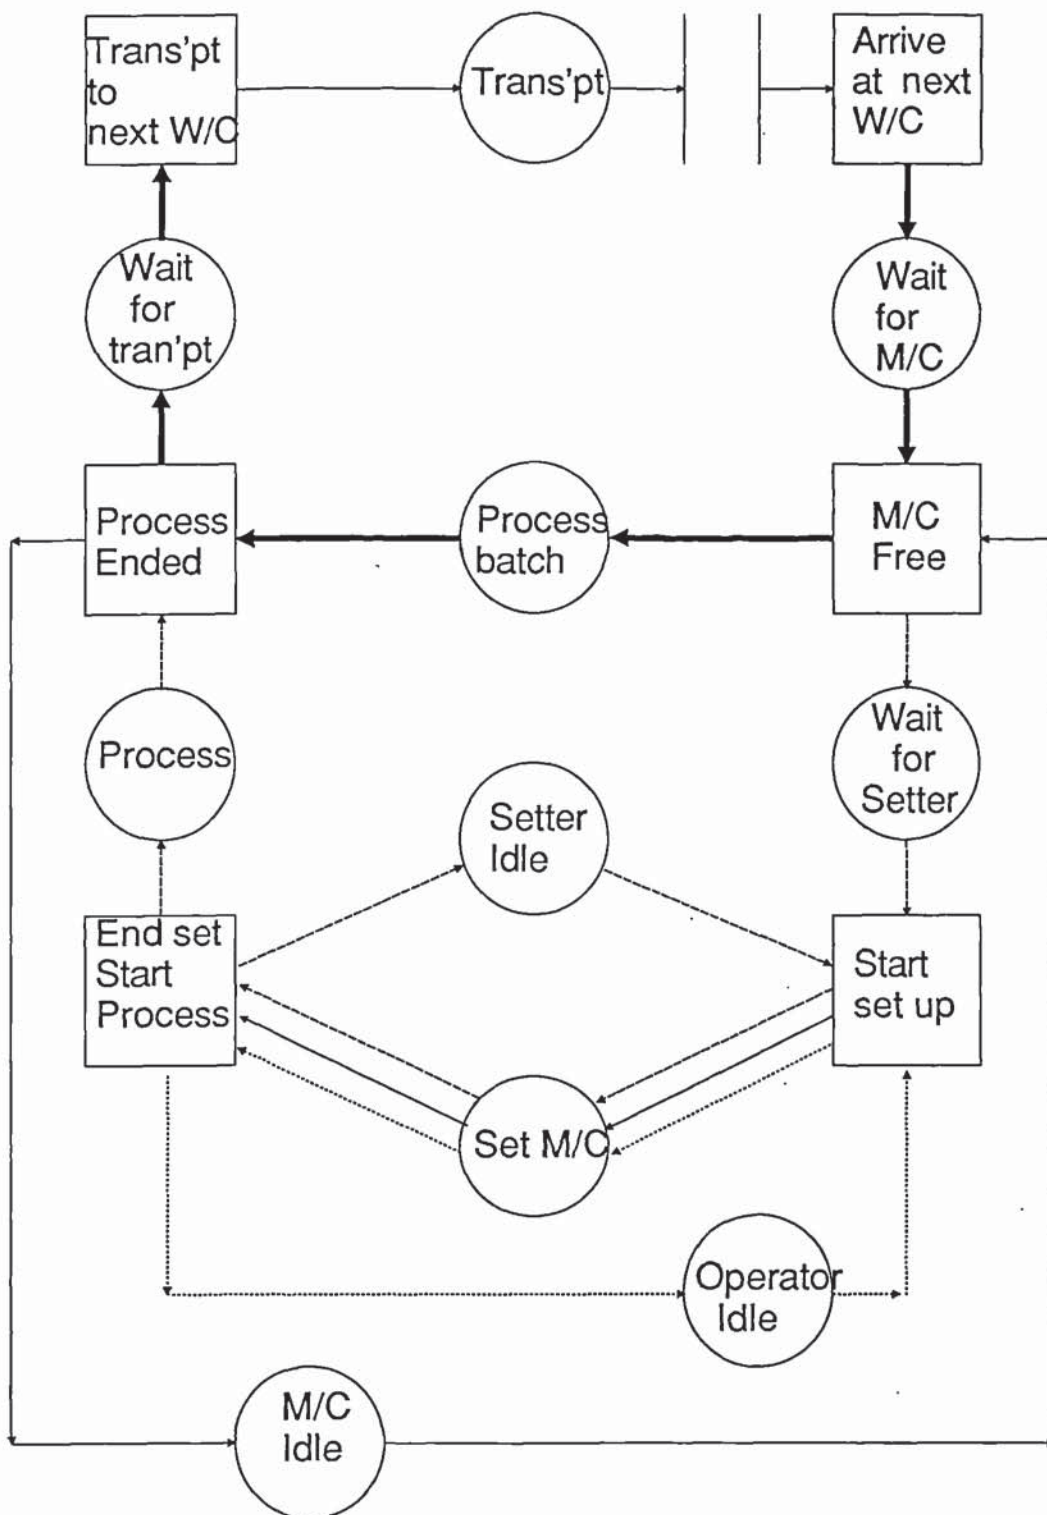 Trans'pt
to
next W/C
Trans'pt
Arrive
at next
W/C
Wait
for
tran'pt
Wait
for
M/C
Process
Ended
Process
batch
M/C
Free
Process
Setter
Idle
Wait
for
Setter
End set
Start
Process
Start
set up
Set M/C
Operator
Idle
M/C
Idle